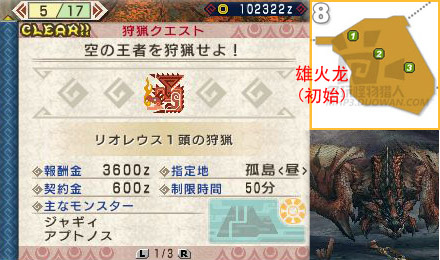 5 / 17
102322z
CLEAR!!
狩猟クエスト
空の王者を狩猟せよ！
リオレウス１頭の狩猟
報酬金 3600z
指定地 孤島<昼>
契約金 600z
制限時間 50分
主なモンスター
ジャギィ
アプトノス
L 1/3 R
8
1
2
3
雄火龙
(初始)